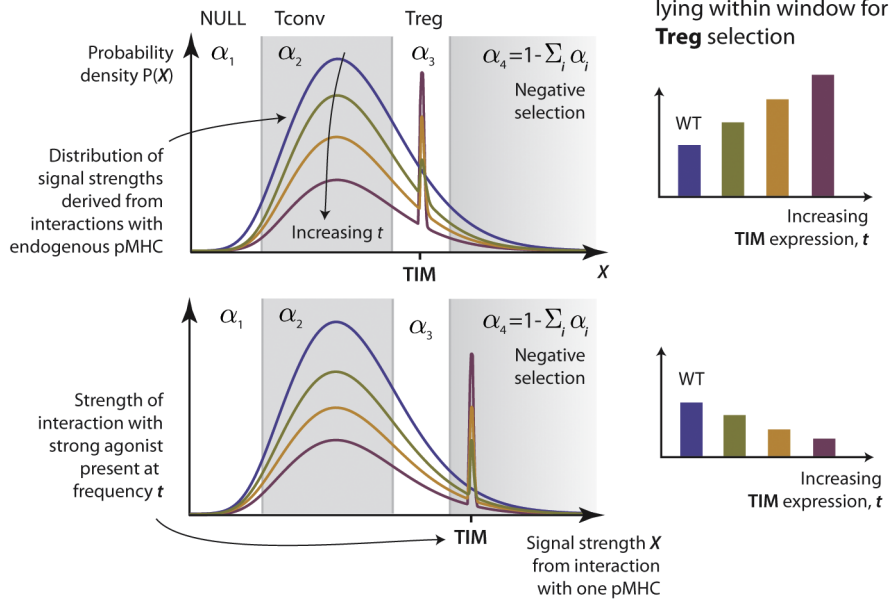 lying within window for
Treg selection
NULL Tconv Treg
Probability
density P(X)
α1 α2 α3 α4=1-Σi αi
Negative
selection
Distribution of
signal strengths
derived from
interactions with
endogenous pMHC
Increasing t
TIM
X
WT
Increasing
TIM expression, t
α1 α2 α3 α4=1-Σi αi
Negative
selection
Strength of
interaction with
strong agonist
present at
frequency t
TIM
Signal strength X
from interaction
with one pMHC
WT
Increasing
TIM expression, t